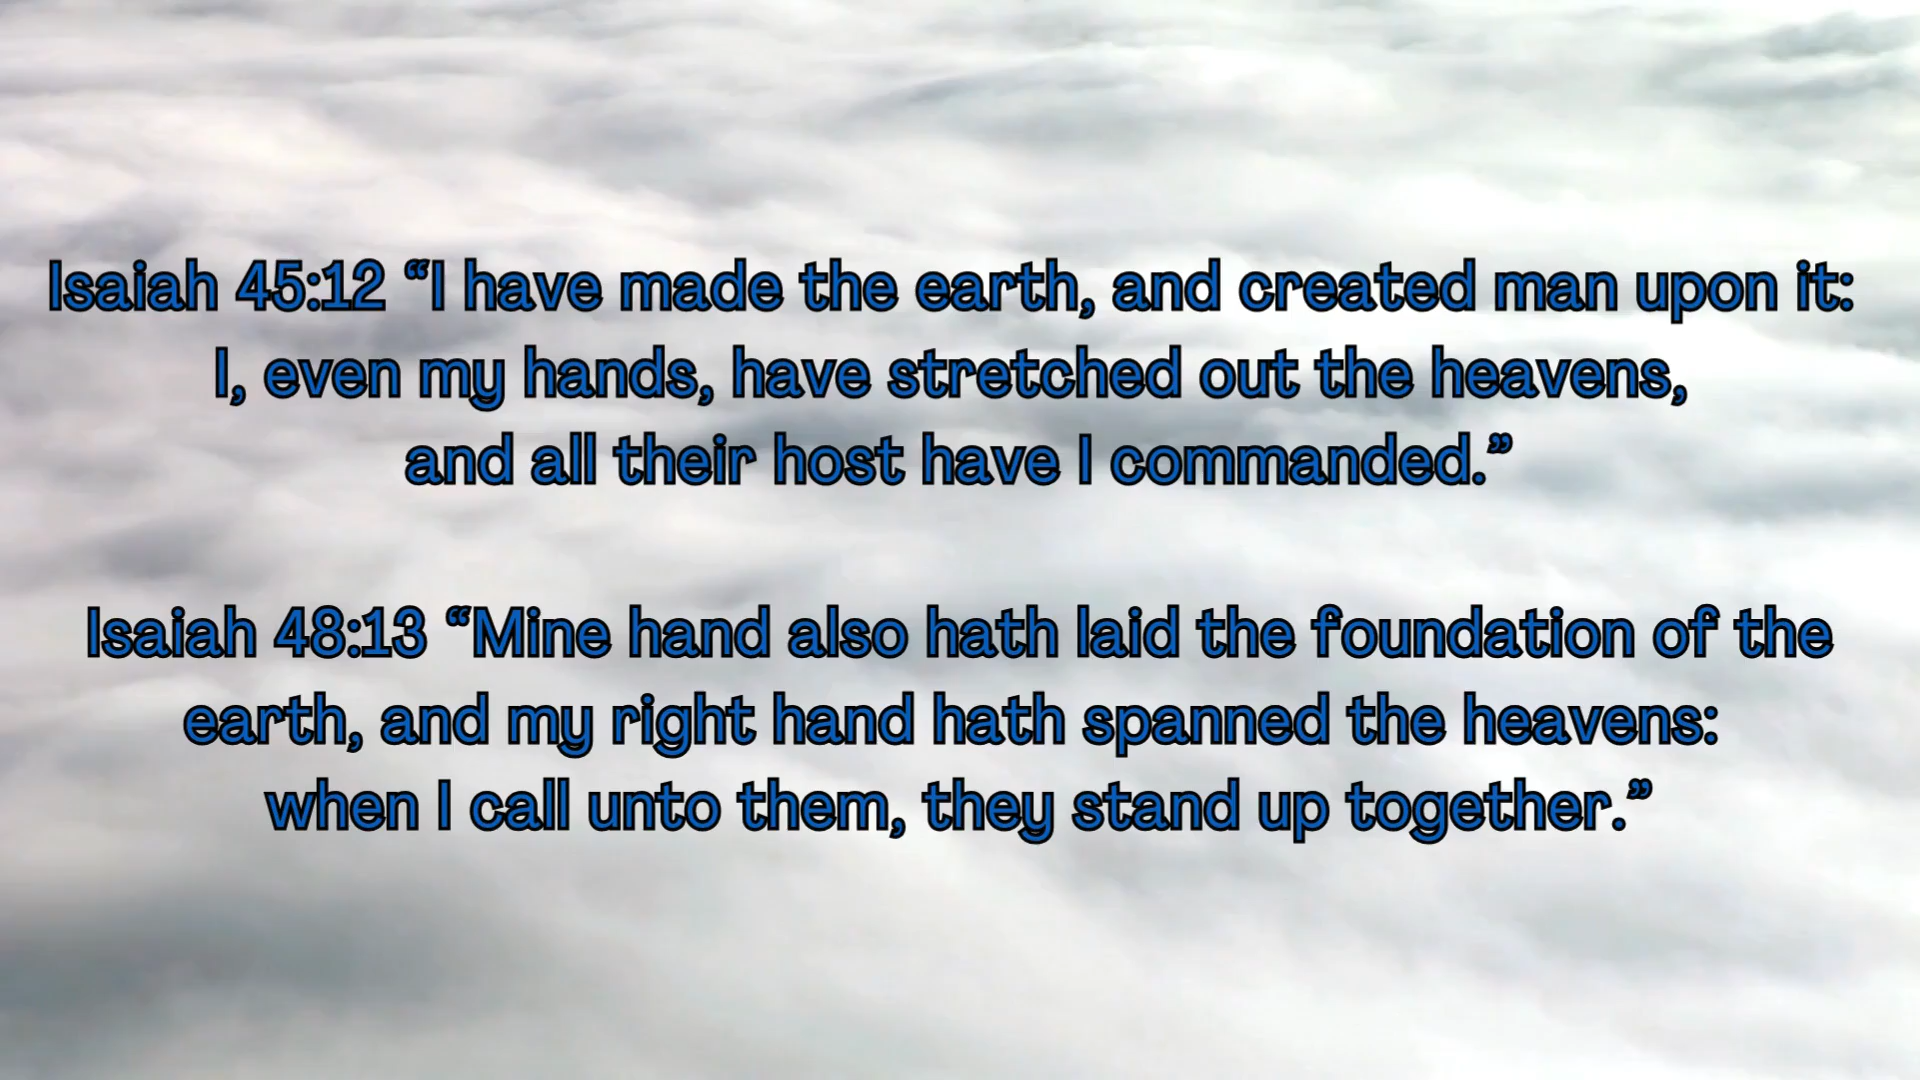 Isaiah 45:12 “I have made the earth, and created man upon it:
I, even my hands, have stretched out the heavens,
and all their host have I commanded.”
Isaiah 48:13 “Mine hand also hath laid the foundation of the
earth, and my right hand hath spanned the heavens:
when I call unto them, they stand up together.”